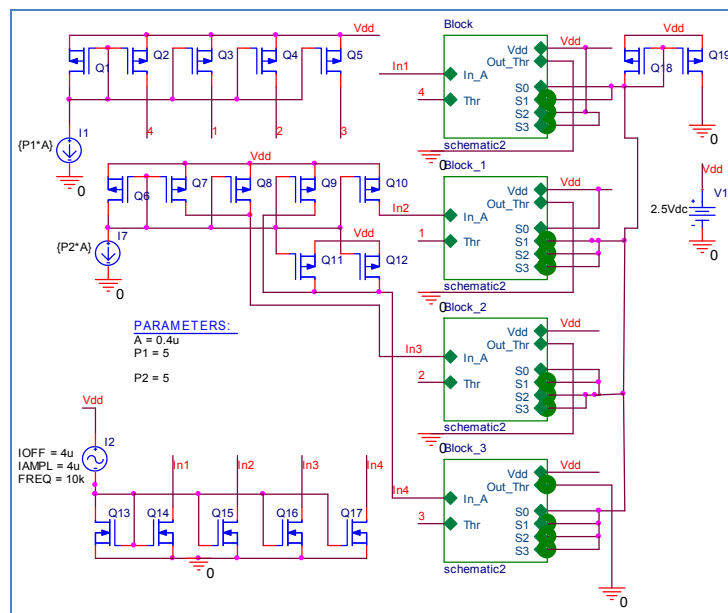 Vdd
Q1
Q2
Q3
Q4
Q5
{P1*A}
I1
0
4
1
2
3
Vdd
Q6
Q7
Q8
Q9
Q10
{P2*A}
I7
0
Vdd
Q11
Q12
PARAMETERS:
A = 0.4u
P1 = 5
P2 = 5
Vdd
I2
IOFF = 4u
IAMPL = 4u
FREQ = 10k
In1
In2
In3
In4
Q13
Q14
Q15
Q16
Q17
0
Block
In1
In_A
4
Thr
Vdd
Out_Thr
S0
S1
S2
S3
Vdd
schematic2
0
Block_1
In2
In_A
1
Thr
Vdd
Out_Thr
S0
S1
S2
S3
Vdd
schematic2
0
Block_2
In3
In_A
2
Thr
Vdd
Out_Thr
S0
S1
S2
S3
Vdd
schematic2
0
Block_3
In4
In_A
3
Thr
Vdd
Out_Thr
S0
S1
S2
S3
Vdd
schematic2
0
Vdd
Q18
Q19
0
Vdd
V1
2.5Vdc
0